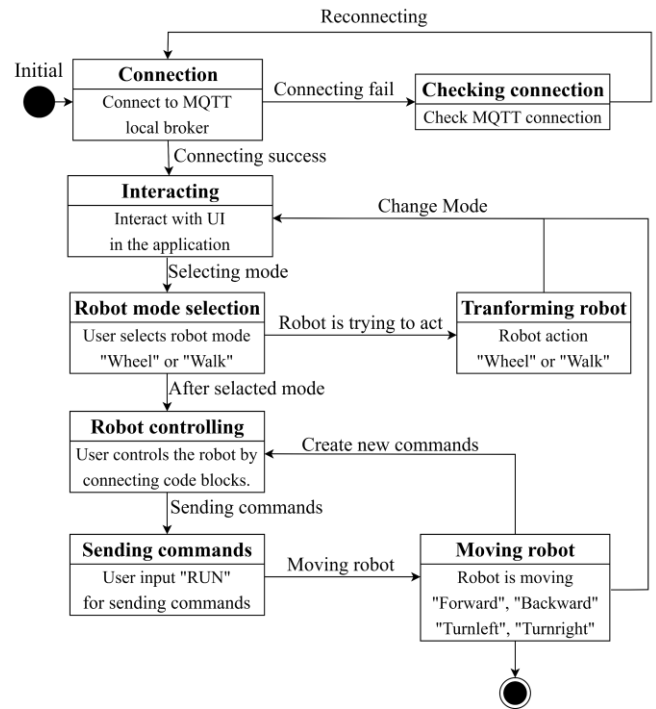 Reconnecting
Initial
Connection
Connect to MQTT
local broker
Connecting fail
Checking connection
Check MQTT connection
Connecting success
Interacting
Interact with UI
in the application
Change Mode
Selecting mode
Robot mode selection
User selects robot mode
"Wheel" or "Walk"
Robot is trying to act
Tranforming robot
Robot action
"Wheel" or "Walk"
After selacted mode
Robot controlling
User controls the robot by
connecting code blocks.
Create new commands
Sending commands
Sending commands
User input "RUN"
for sending commands
Moving robot
Moving robot
Robot is moving
"Forward", "Backward"
"Turnleft", "Turnright"